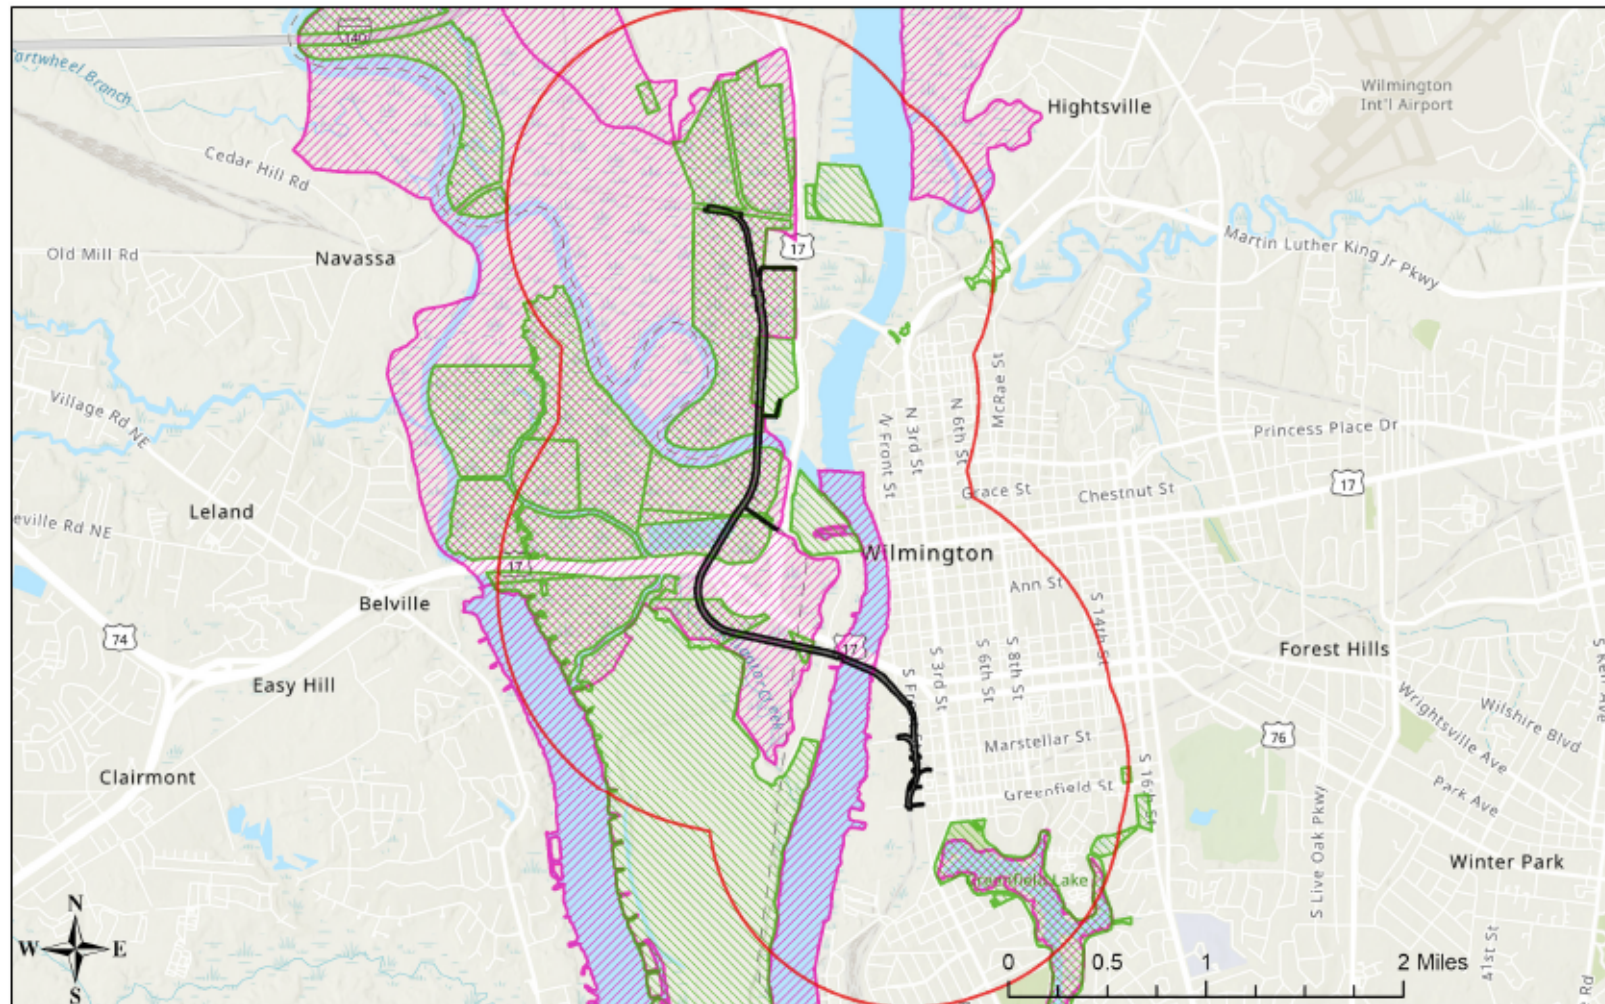 140
Cartwheel Branch
Hightsville
Wilmington
Int'l Airport
Cedar Hill Rd
Old Mill Rd
Navassa
17
Martin Luther King Jr Pkwy
McRae St
N 6th St
N 3rd St
N Front St
Village Rd NE
Princess Place Dr
17
Grace St
Chestnut St
Leland
eville Rd NE
Wilmington
17
Belville
Ann St
S 14th St
74
17
Forest Hills
S 3rd St
S 6th St
S 8th St
Easy Hill
Wrightsville Ave
Wilshire Blvd
76
Marstellar St
Clairmont
Greenfield St
S 16th St
Park Ave
S Live Oak Pkwy
Winter Park
Greenfield Lake
41st St
Rd
N
W E
S
0 0.5 1 2 Miles